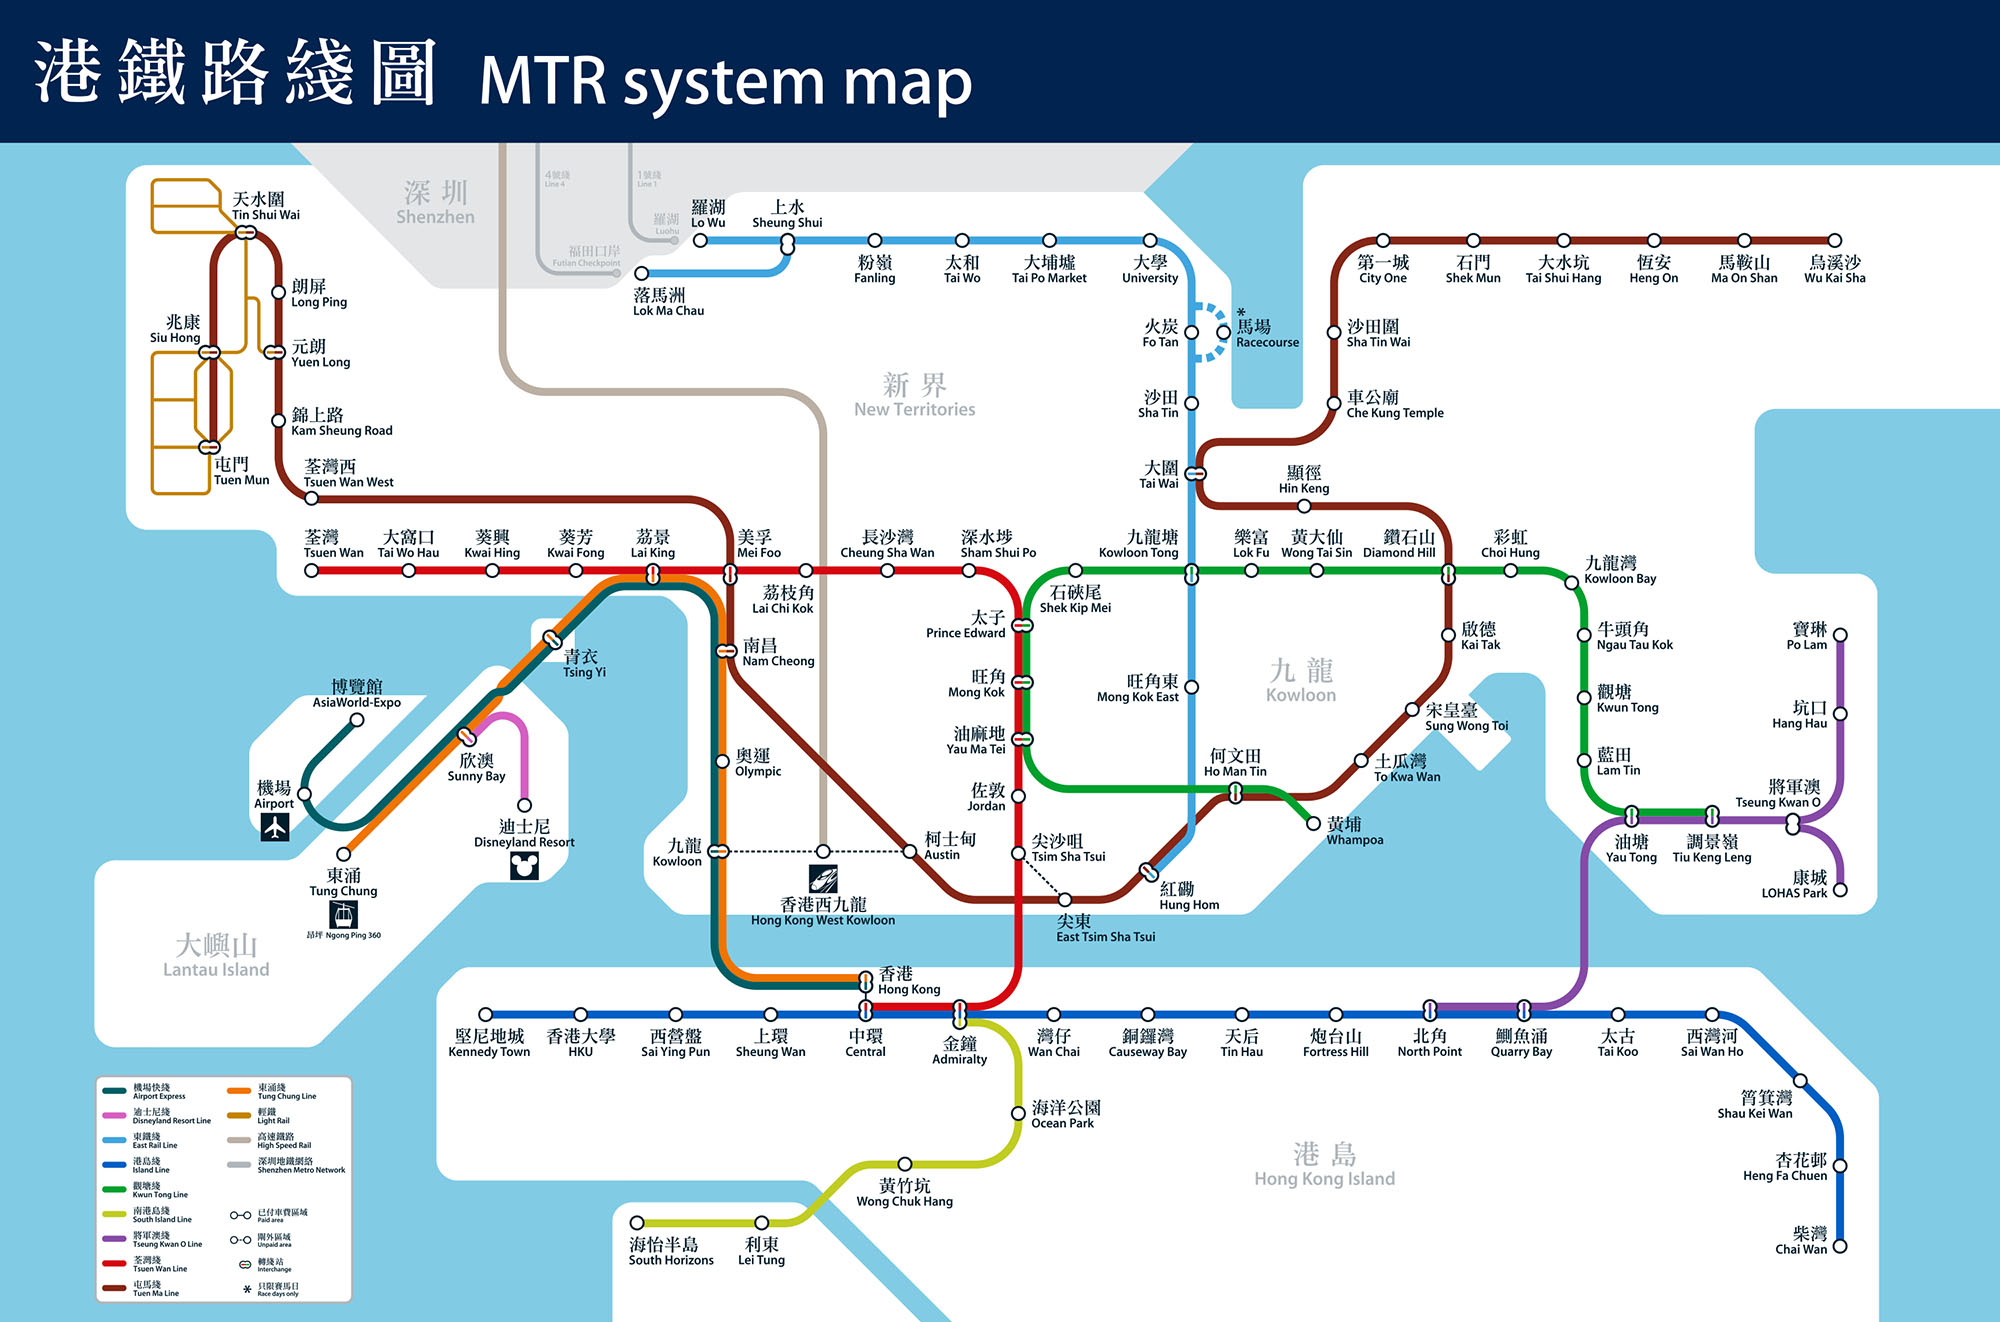 港鐵路綫圖 MTR system map
深圳
Shenzhen
4號綫
Line 4
1號綫
Line 1
羅湖
Luohu
福田口岸
Futian Checkpoint
羅湖
Lo Wu
上水
Sheung Shui
落馬洲
Lok Ma Chau
粉嶺
Fanling
太和
Tai Wo
大埔墟
Tai Po Market
大學
University
火炭
Fo Tan
*
馬場
Racecourse
沙田
Sha Tin
大圍
Tai Wai
第一城
City One
石門
Shek Mun
大水坑
Tai Shui Hang
恆安
Heng On
馬鞍山
Ma On Shan
烏溪沙
Wu Kai Sha
沙田圍
Sha Tin Wai
車公廟
Che Kung Temple
顯徑
Hin Keng
新界
New Territories
天水圍
Tin Shui Wai
朗屏
Long Ping
兆康
Siu Hong
元朗
Yuen Long
錦上路
Kam Sheung Road
屯門
Tuen Mun
荃灣西
Tsuen Wan West
荃灣
Tsuen Wan
大窩口
Tai Wo Hau
葵興
Kwai Hing
葵芳
Kwai Fong
荔景
Lai King
美孚
Mei Foo
荔枝角
Lai Chi Kok
長沙灣
Cheung Sha Wan
深水埗
Sham Shui Po
石硤尾
Shek Kip Mei
九龍塘
Kowloon Tong
樂富
Lok Fu
黃大仙
Wong Tai Sin
鑽石山
Diamond Hill
彩虹
Choi Hung
九龍灣
Kowloon Bay
牛頭角
Ngau Tau Kok
觀塘
Kwun Tong
藍田
Lam Tin
油塘
Yau Tong
調景嶺
Tiu Keng Leng
將軍澳
Tseung Kwan O
坑口
Hang Hau
寶琳
Po Lam
康城
LOHAS Park
太子
Prince Edward
旺角
Mong Kok
油麻地
Yau Ma Tei
佐敦
Jordan
尖沙咀
Tsim Sha Tsui
旺角東
Mong Kok East
九龍
Kowloon
啟德
Kai Tak
宋皇臺
Sung Wong Toi
土瓜灣
To Kwa Wan
何文田
Ho Man Tin
黃埔
Whampoa
紅磡
Hung Hom
尖東
East Tsim Sha Tsui
柯士甸
Austin
香港西九龍
Hong Kong West Kowloon
九龍
Kowloon
奧運
Olympic
南昌
Nam Cheong
青衣
Tsing Yi
博覽館
AsiaWorld-Expo
機場
Airport
欣澳
Sunny Bay
迪士尼
Disneyland Resort
東涌
Tung Chung
昂坪 Ngong Ping 360
大嶼山
Lantau Island
香港
Hong Kong
堅尼地城
Kennedy Town
香港大學
HKU
西營盤
Sai Ying Pun
上環
Sheung Wan
中環
Central
金鐘
Admiralty
灣仔
Wan Chai
銅鑼灣
Causeway Bay
天后
Tin Hau
炮台山
Fortress Hill
北角
North Point
鰂魚涌
Quarry Bay
太古
Tai Koo
西灣河
Sai Wan Ho
筲箕灣
Shau Kei Wan
杏花邨
Heng Fa Chuen
柴灣
Chai Wan
海洋公園
Ocean Park
黃竹坑
Wong Chuk Hang
利東
Lei Tung
海怡半島
South Horizons
港島
Hong Kong Island
機場快綫
Airport Express
迪士尼綫
Disneyland Resort Line
東鐵綫
East Rail Line
港島綫
Island Line
觀塘綫
Kwun Tong Line
南港島綫
South Island Line
將軍澳綫
Tseung Kwan O Line
荃灣綫
Tsuen Wan Line
屯馬綫
Tuen Ma Line
東涌綫
Tung Chung Line
輕鐵
Light Rail
高速鐵路
High Speed Rail
深圳地鐵網絡
Shenzhen Metro Network
已付車費區域
Paid area
閘外區域
Unpaid area
轉綫站
Interchange
* 只限賽馬日
Race days only